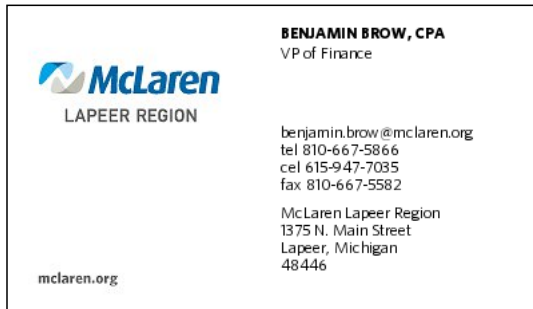 McLaren
LAPEER REGION
mclaren.org
BENJAMIN BROW, CPA
VP of Finance
benjamin.brow@mclaren.org
tel 810-667-5866
cel 615-947-7035
fax 810-667-5582
McLaren Lapeer Region
1375 N. Main Street
Lapeer, Michigan
48446